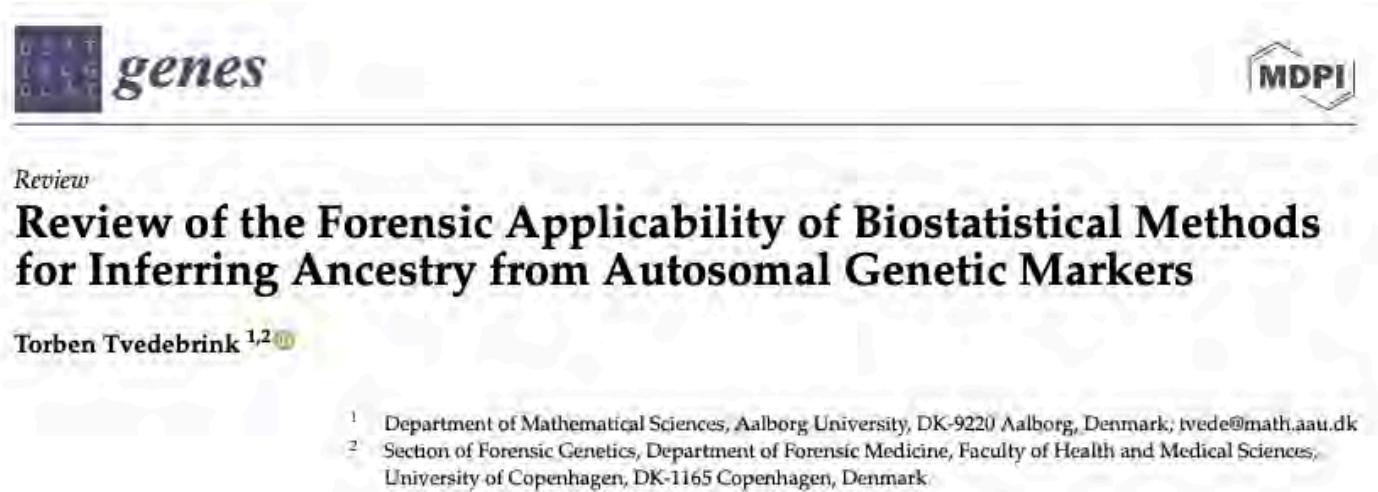 genes
MDPI
Review
Review of the Forensic Applicability of Biostatistical Methods
for Inferring Ancestry from Autosomal Genetic Markers
Torben Tvedebrink 1,2
1 Department of Mathematical Sciences, Aalborg University, DK-9220 Aalborg, Denmark; tvede@math.aau.dk
2 Section of Forensic Genetics, Department of Forensic Medicine, Faculty of Health and Medical Sciences,
University of Copenhagen, DK-1165 Copenhagen, Denmark